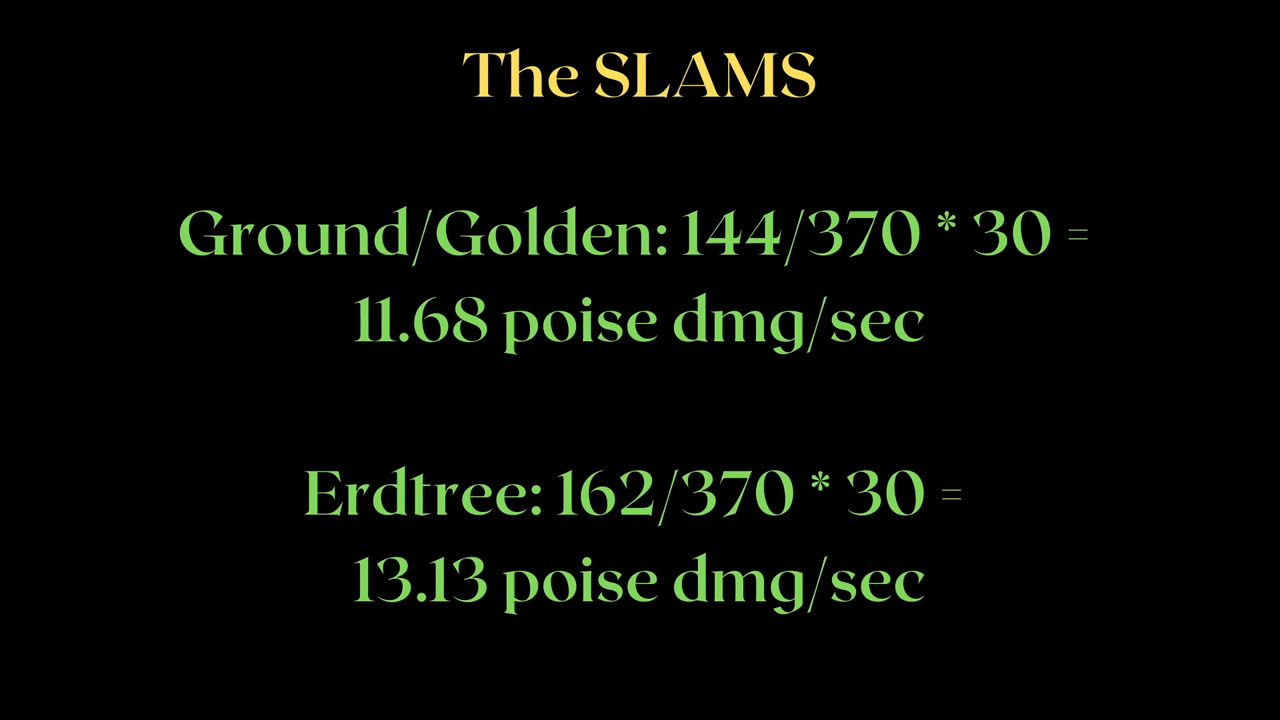 The SLAMS
Ground/Golden: 144/370 * 30 =
11.68 poise dmg/sec
Erdtree: 162/370 * 30 =
13.13 poise dmg/sec